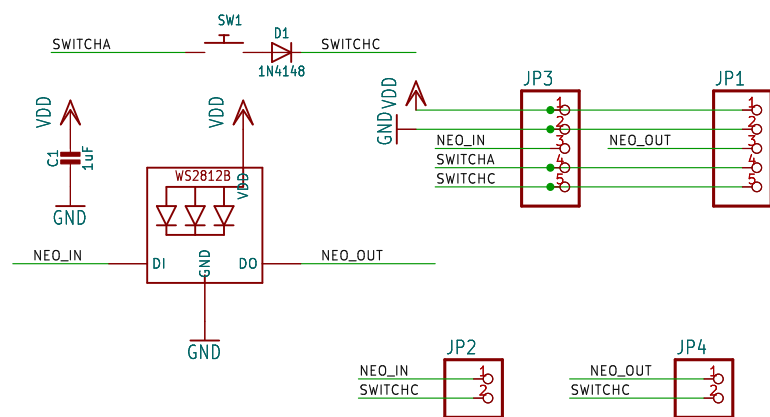 SW1
SWITCHA
D1
SWITCHC
1N4148
VDD
C1
1uF
GND
VDD
WS2812B
VDD
NEO_IN
DI
GND
DO
NEO_OUT
GND
JP3
VDD
1
GND
2
NEO_IN
3
SWITCHA
4
SWITCHC
5
JP1
1
2
NEO_OUT
3
4
5
JP2
NEO_IN
1
SWITCHC
2
JP4
NEO_OUT
1
SWITCHC
2